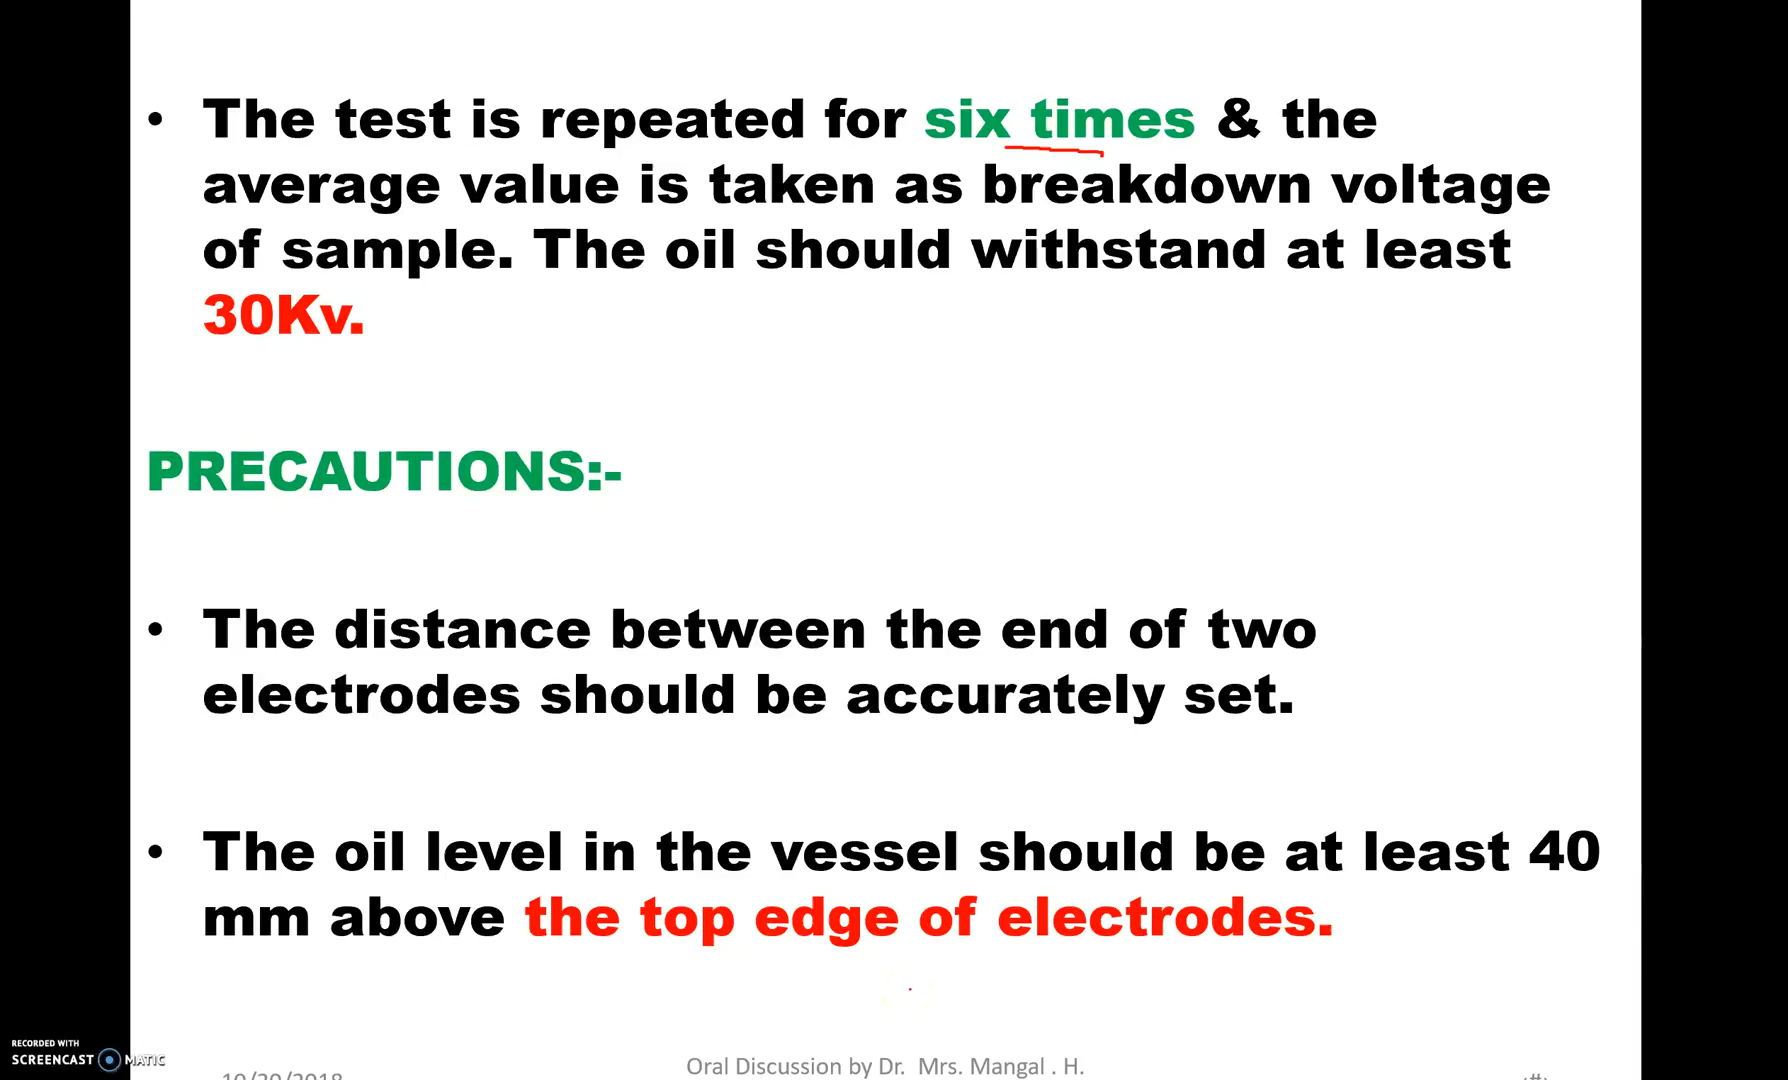 • The test is repeated for six times & the
average value is taken as breakdown voltage
of sample. The oil should withstand at least
30Kv.
PRECAUTIONS:-
• The distance between the end of two
electrodes should be accurately set.
• The oil level in the vessel should be at least 40
mm above the top edge of electrodes.
RECORDED WITH
SCREENCAST MATIC
Oral Discussion by Dr. Mrs. Mangal . H.